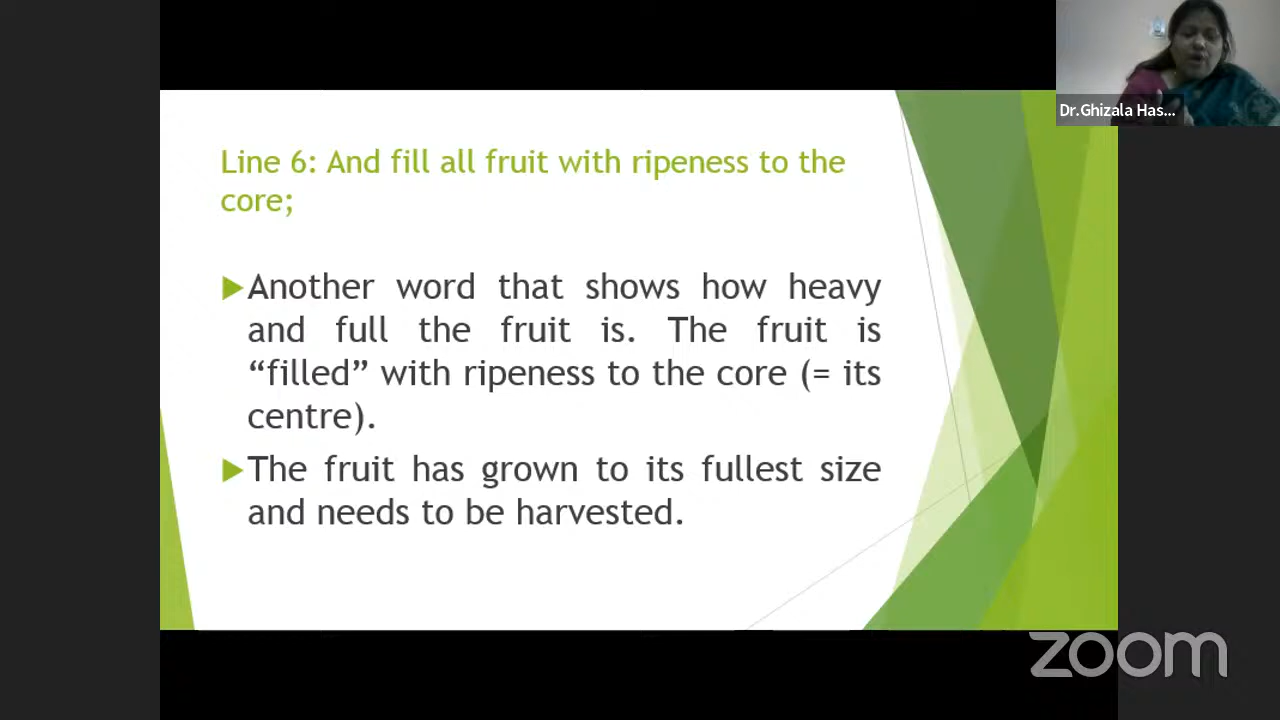 Dr.Ghizala Has...
Line 6: And fill all fruit with ripeness to the
core;
Another word that shows how heavy
and full the fruit is. The fruit is
“filled” with ripeness to the core (= its
centre).
The fruit has grown to its fullest size
and needs to be harvested.
zoom